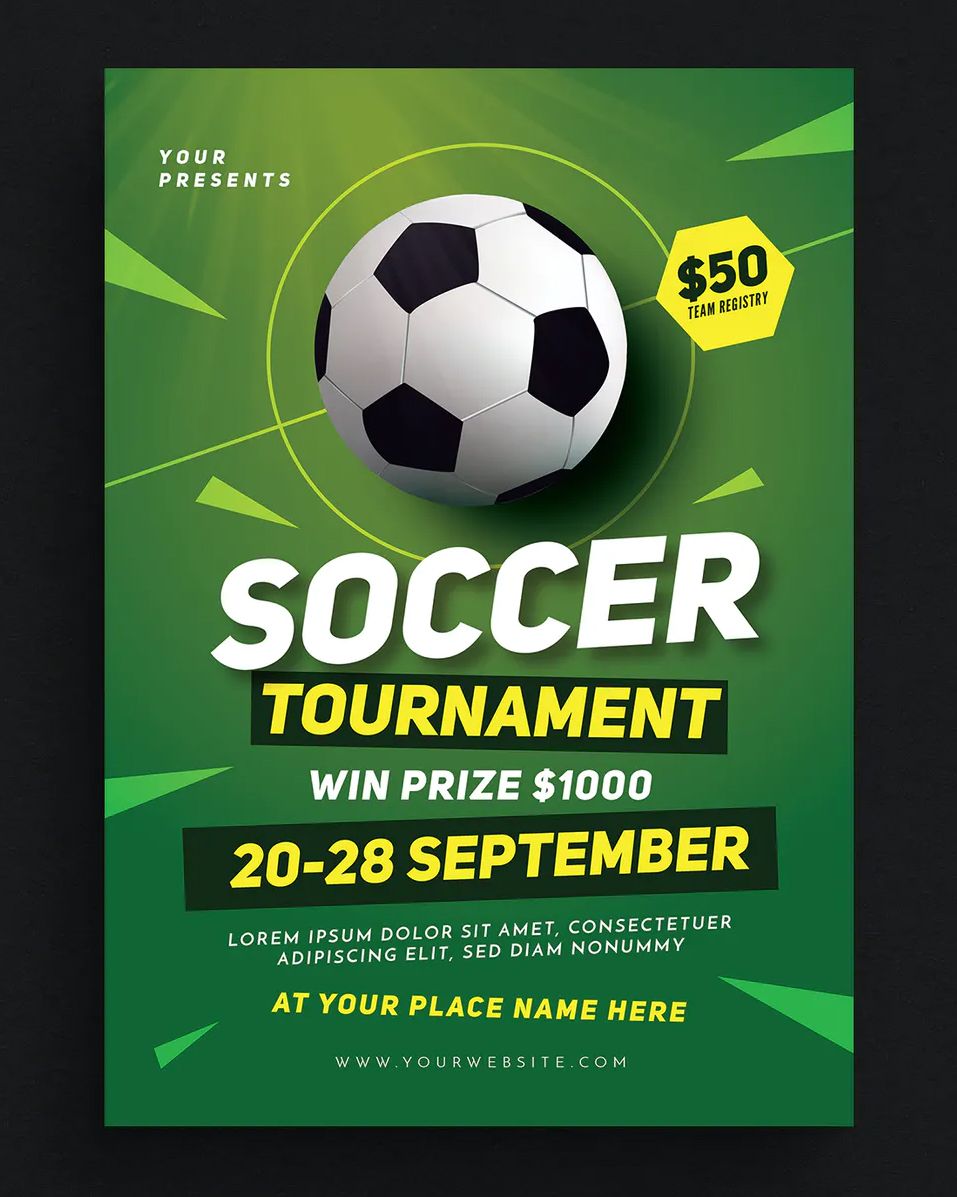 YOUR
PRESENTS
$50
TEAM REGISTRY
SOCCER
TOURNAMENT
WIN PRIZE $1000
20-28 SEPTEMBER
LOREM IPSUM DOLOR SIT AMET, CONSECTETUER
ADIPISCING ELIT, SED DIAM NONUMMY
AT YOUR PLACE NAME HERE
WWW.YOURWEBSITE.COM